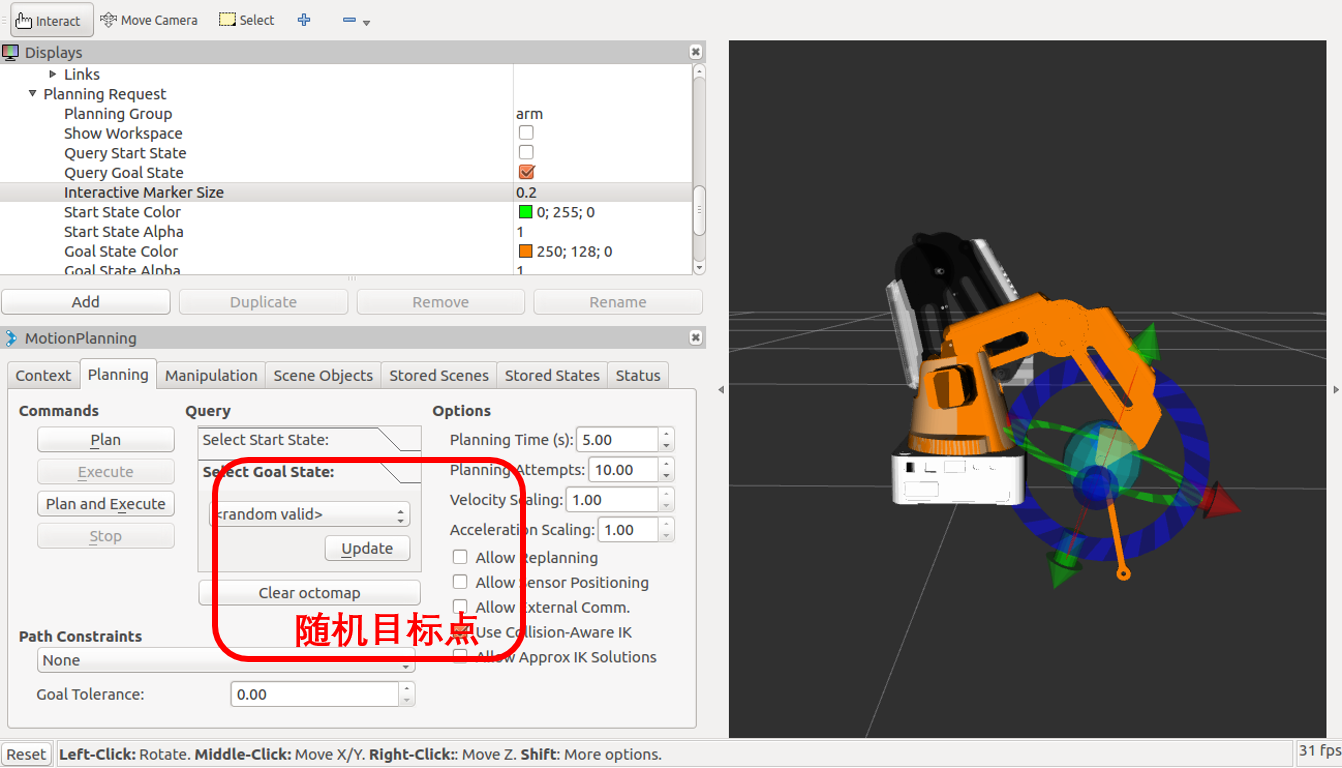 Interact Move Camera Select
Displays
Links
Planning Request
Planning Group arm
Show Workspace
Query Start State
Query Goal State
Interactive Marker Size 0.2
Start State Color 0; 255; 0
Start State Alpha 1
Goal State Color 250; 128; 0
Goal State Alpha 1
Add Duplicate Remove Rename
MotionPlanning
Context Planning Manipulation Scene Objects Stored Scenes Stored States Status
Commands
Plan
Execute
Plan and Execute
Stop
Query
Select Start State:
Select Goal State:
<random valid>
Update
Clear octomap
Options
Planning Time (s): 5.00
Planning Attempts: 10.00
Velocity Scaling: 1.00
Acceleration Scaling: 1.00
Allow Replanning
Allow Sensor Positioning
Allow External Comm.
Use Collision-Aware IK
Allow Approx IK Solutions
随机目标点
Path Constraints
None
Goal Tolerance: 0.00
Reset Left-Click: Rotate. Middle-Click: Move X/Y. Right-Click:: Move Z. Shift: More options. 31 fps